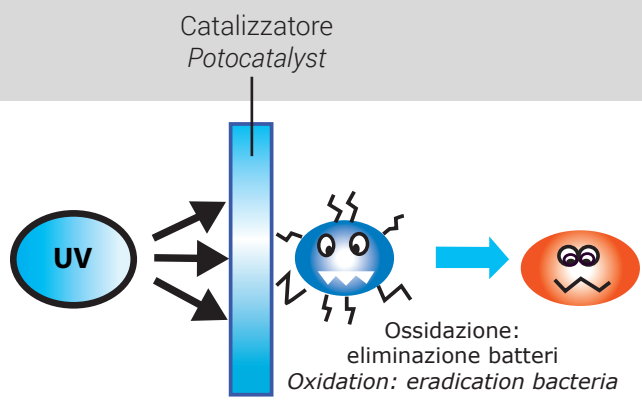 Catalizzatore
Potocatalyst
UV
Ossidazione:
eliminazione batteri
Oxidation: eradication bacteria